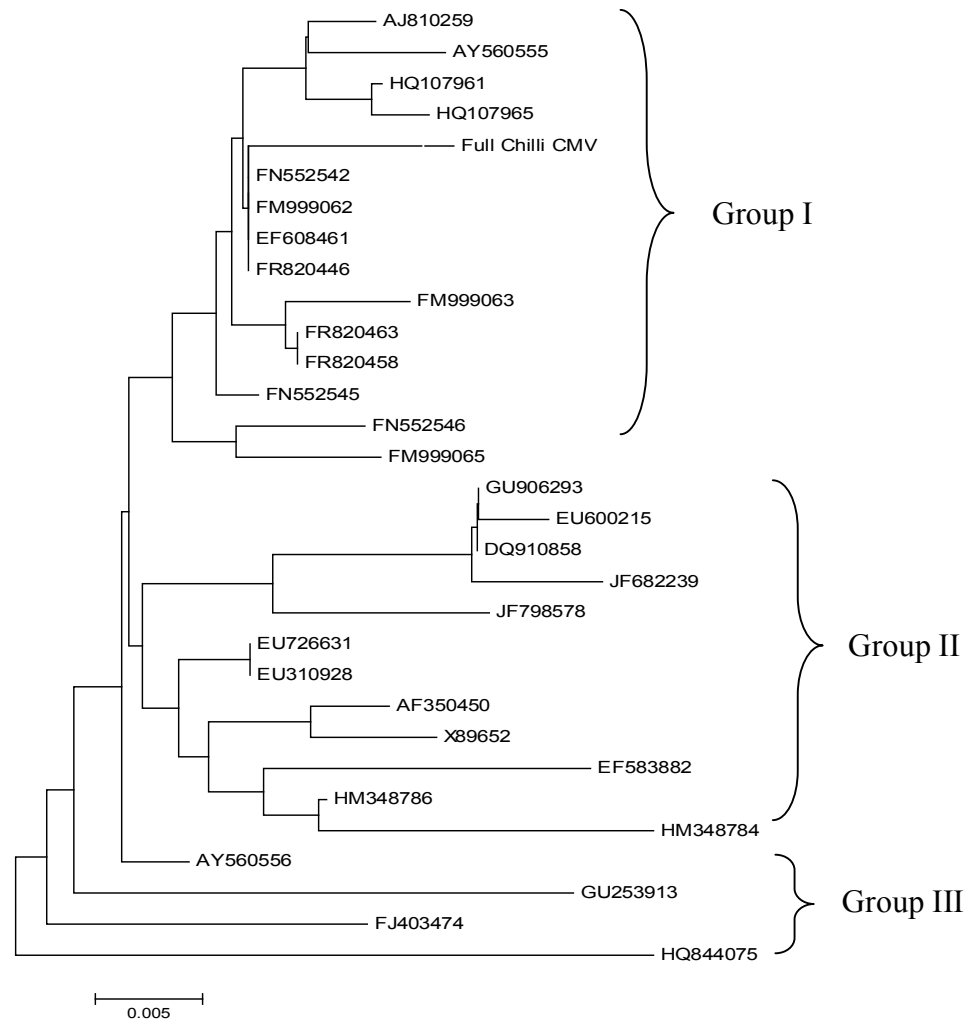 AJ810259
AY560555
HQ107961
HQ107965
Full Chilli CMV
FN552542
FM999062
EF608461
FR820446
FM999063
FR820463
FR820458
FN552545
FN552546
FM999065
Group I
GU906293
EU600215
DQ910858
JF682239
JF798578
EU726631
EU310928
AF350450
X89652
EF583882
HM348786
HM348784
Group II
AY560556
GU253913
FJ403474
HQ844075
Group III
0.005